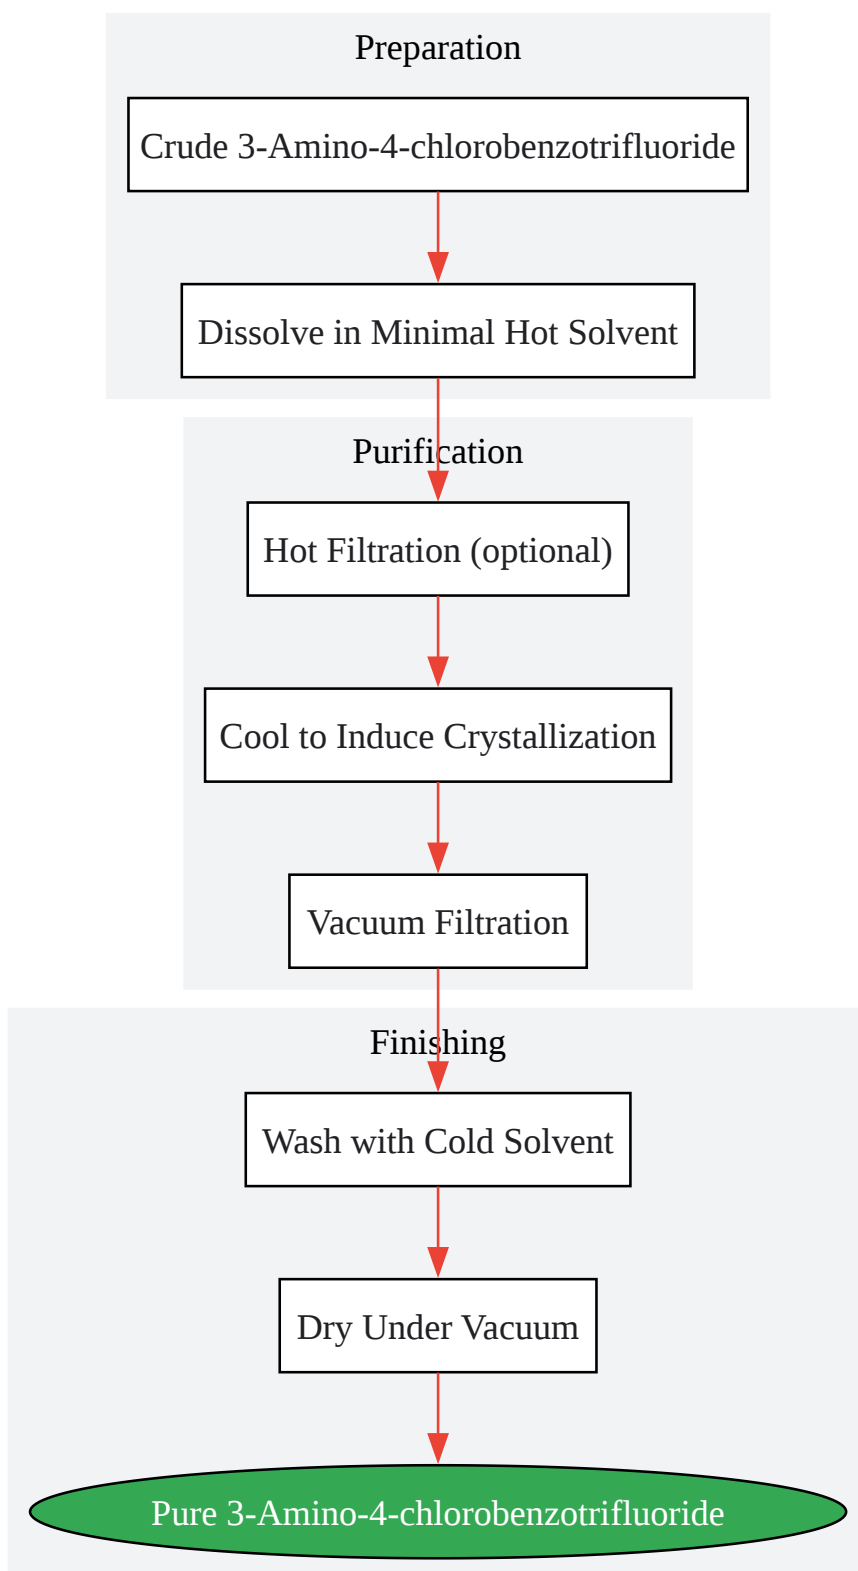 Preparation
Crude 3-Amino-4-chlorobenzotrifluoride
Dissolve in Minimal Hot Solvent
Purification
Hot Filtration (optional)
Cool to Induce Crystallization
Vacuum Filtration
Finishing
Wash with Cold Solvent
Dry Under Vacuum
Pure 3-Amino-4-chlorobenzotrifluoride